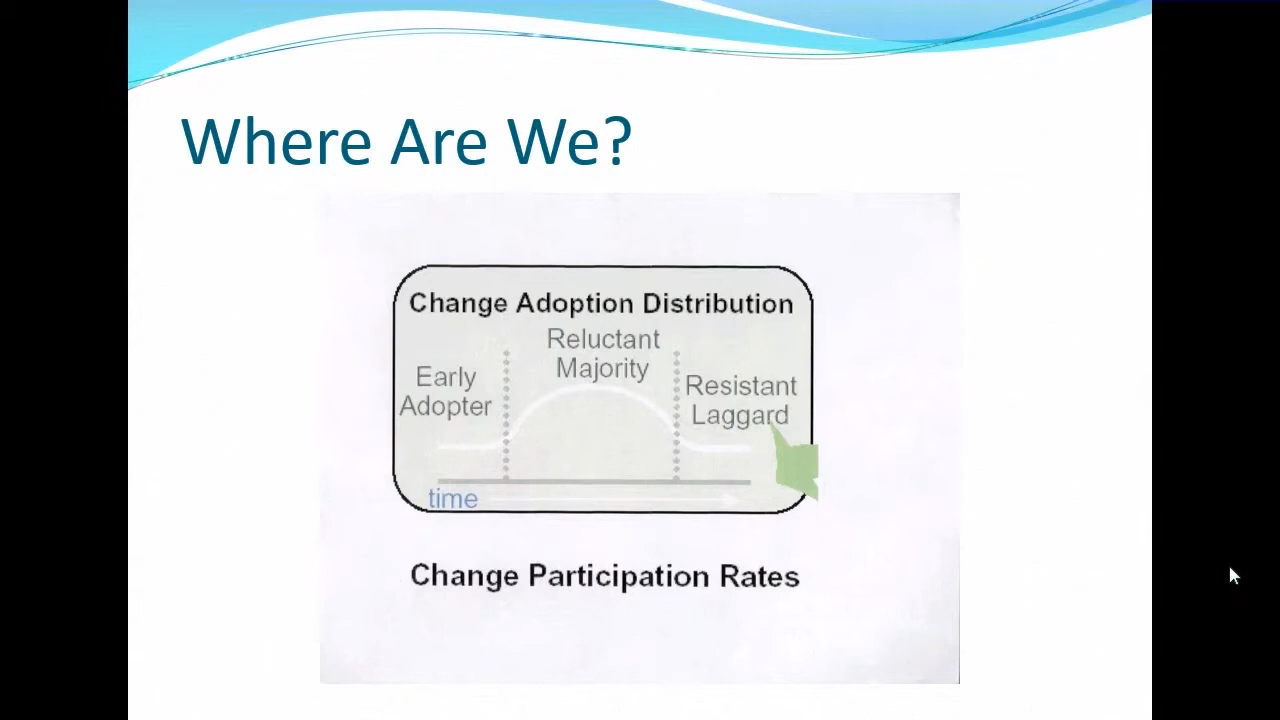 Where Are We?
Change Adoption Distribution
Reluctant
Majority
Early
Adopter
Resistant
Laggard
time
Change Participation Rates